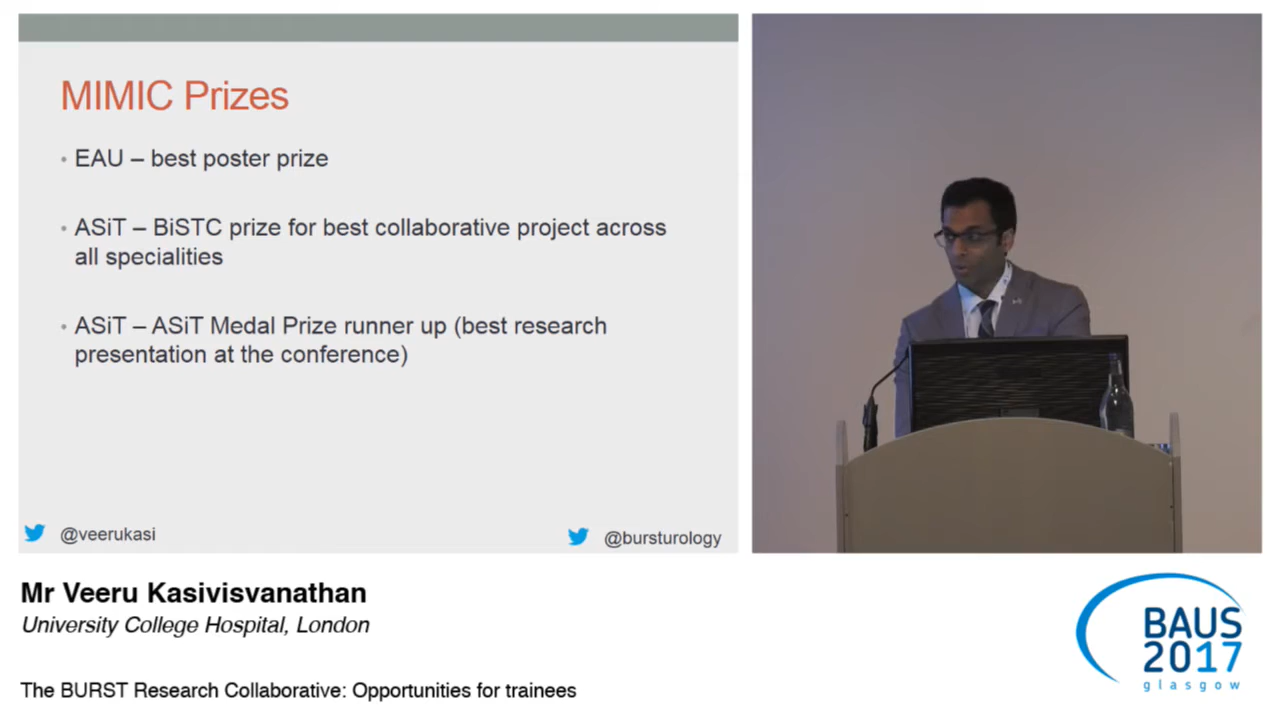 MIMIC Prizes
• EAU – best poster prize
• ASiT – BiSTC prize for best collaborative project across
all specialities
• ASiT – ASiT Medal Prize runner up (best research
presentation at the conference)
@veerukasi
@bursturology
Mr Veeru Kasivisvanathan
University College Hospital, London
The BURST Research Collaborative: Opportunities for trainees
BAUS
2017
glasgow